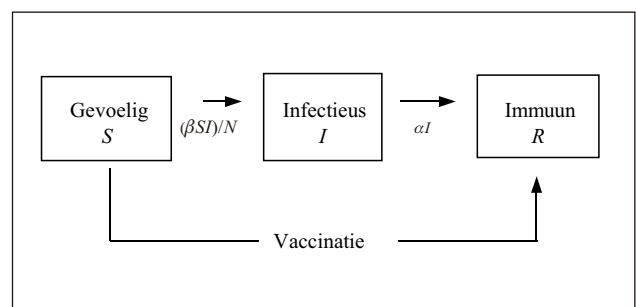 Gevoelig
S
(βSI)/N
Infectieus
I
αI
Immuun
R
Vaccinatie